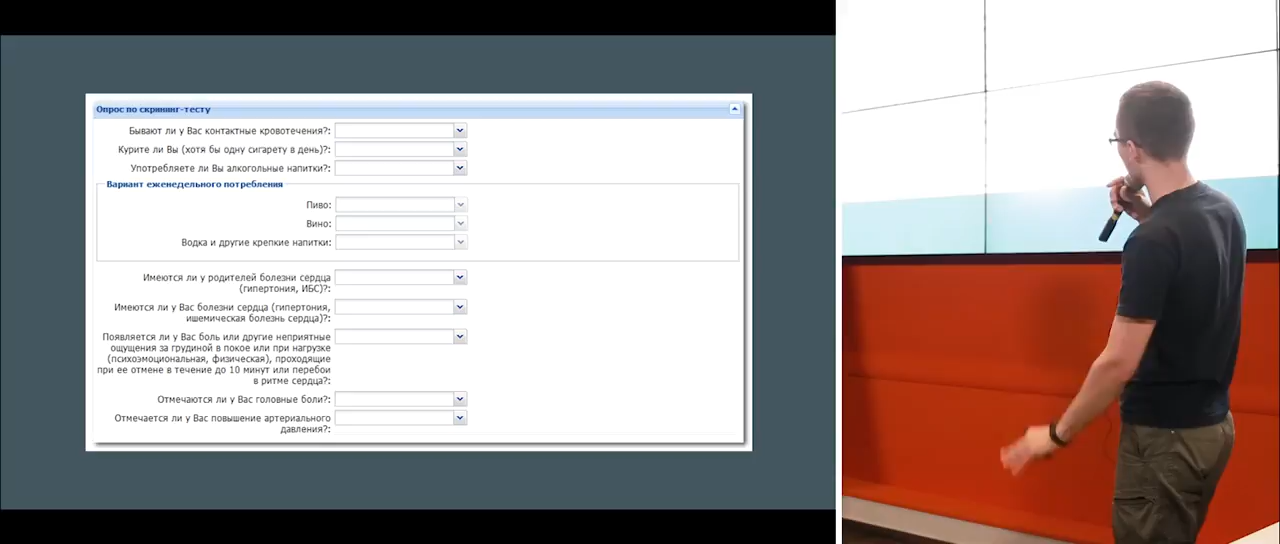 Опрос по скрининг-тесту
Бывают ли у Вас контактные кровотечения?:
Курите ли Вы (хотя бы одну сигарету в день)?:
Употребляете ли Вы алкогольные напитки?:
Вариант еженедельного потребления
Пиво:
Вино:
Водка и другие крепкие напитки:
Имеются ли у родителей болезни сердца
(гипертония, ИБС)?:
Имеются ли у Вас болезни сердца (гипертония,
ишемическая болезнь сердца)?:
Появляется ли у Вас боль или другие неприятные
ощущения за грудиной в покое или при нагрузке
(психоэмоциональная, физическая), проходящие
при ее отмене в течение до 10 минут или перебои
в ритме сердца?:
Отмечаются ли у Вас головные боли?:
Отмечается ли у Вас повышение артериального
давления?: